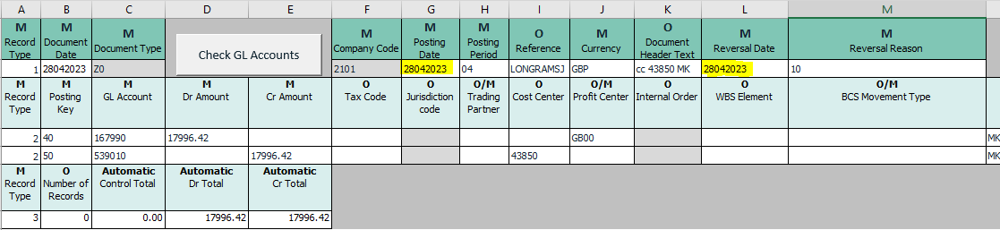 A B C D E F G H I J K L M
M M M M M M O M O M M
Record Type Document Date Document Type Check GL Accounts Company Code Posting Date Posting Period Reference Currency Document Header Text Reversal Date Reversal Reason
1 28042023 Z0 2101 28042023 04 LONGRAMSJ GBP cc 43850 MK 28042023 10
M M M M M O O O/M O O/M O O O/M
Record Type Posting Key GL Account Dr Amount Cr Amount Tax Code Jurisdiction code Trading Partner Cost Center Profit Center Internal Order WBS Element BCS Movement Type
2 40 167990 17996.42 GB00 MK
2 50 539010 17996.42 43850 MK
M O Automatic Automatic Automatic
Record Type Number of Records Control Total Dr Total Cr Total
3 0 0.00 17996.42 17996.42